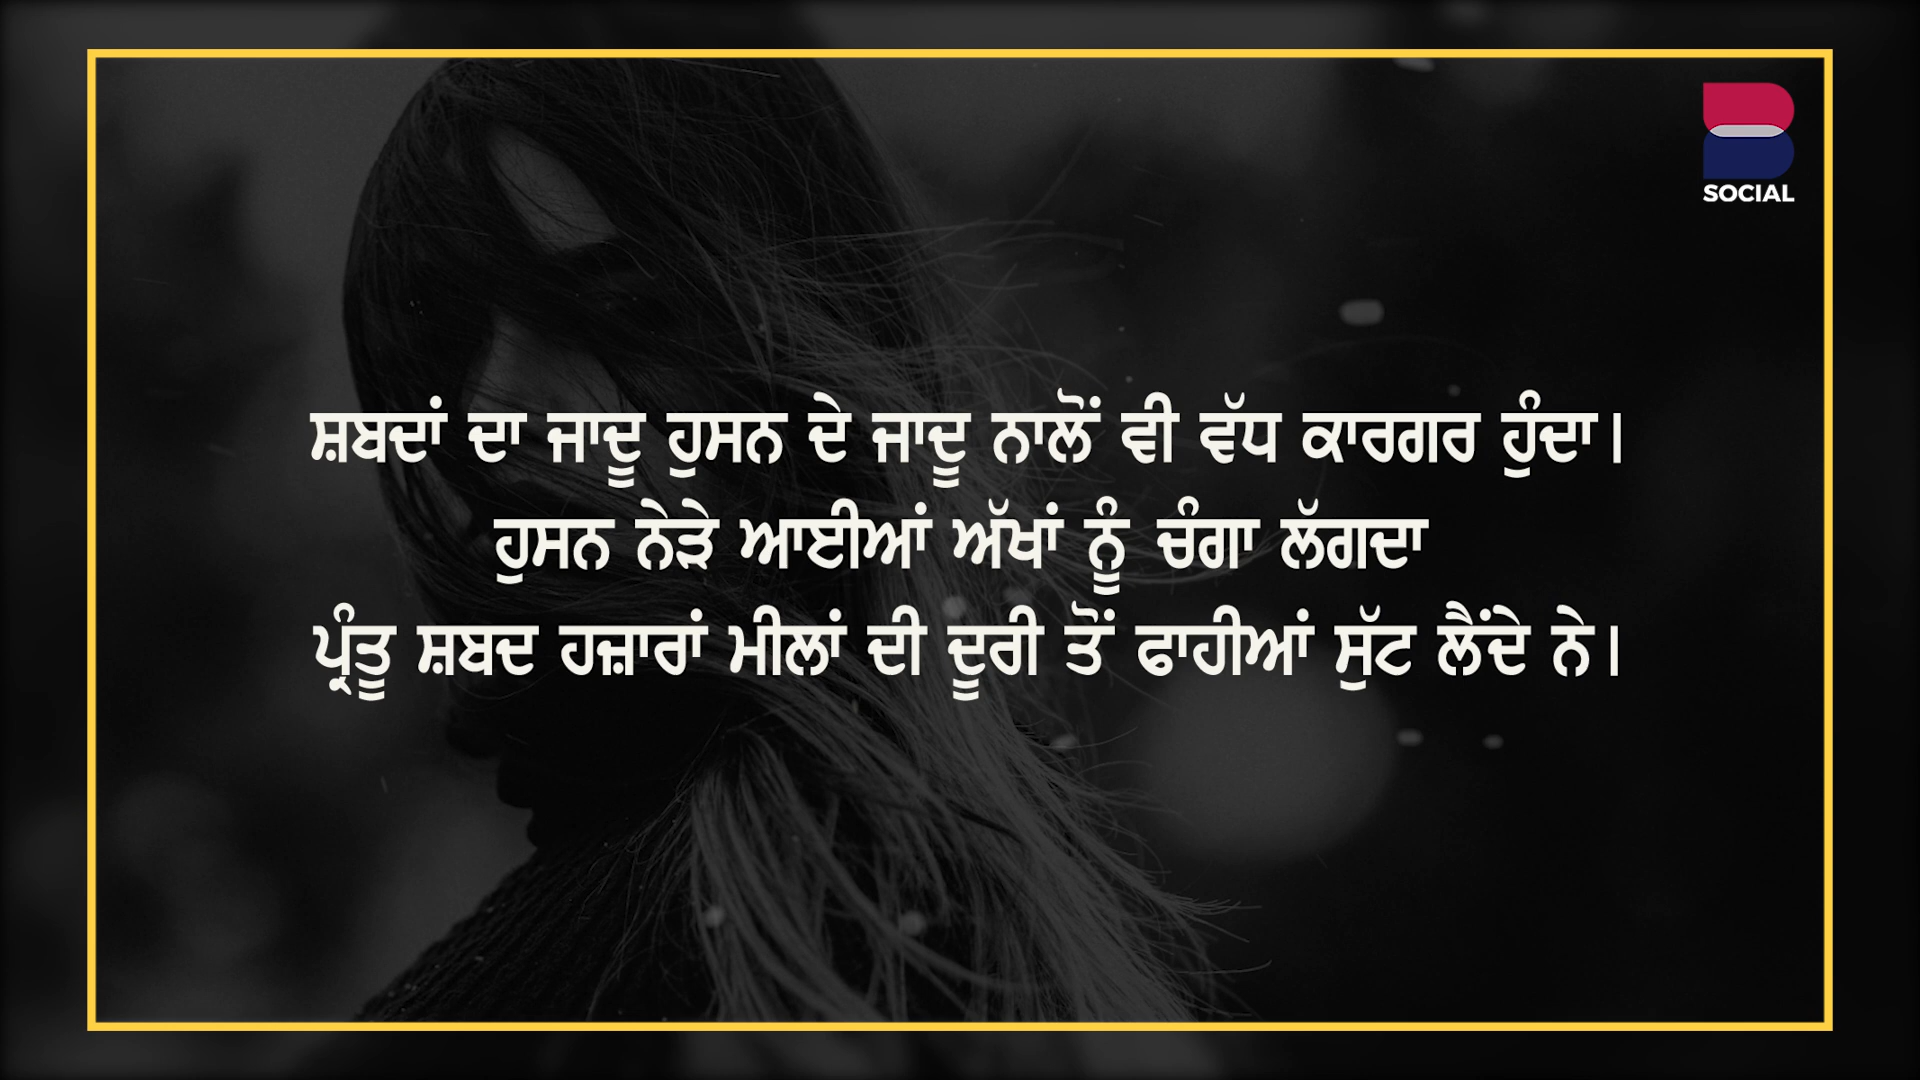 SOCIAL
ਸ਼ਬਦਾਂ ਦਾ ਜਾਦੂ ਹੁਸਨ ਦੇ ਜਾਦੂ ਨਾਲੋਂ ਵੀ ਵੱਧ ਕਾਰਗਰ ਹੁੰਦਾ।
ਹੁਸਨ ਨੇੜੇ ਆਈਆਂ ਅੱਖਾਂ ਨੂੰ ਚੰਗਾ ਲੱਗਦਾ
ਪ੍ਰੰਤੂ ਸ਼ਬਦ ਹਜ਼ਾਰਾਂ ਮੀਲਾਂ ਦੀ ਦੂਰੀ ਤੋਂ ਫਾਹੀਆਂ ਸੁੱਟ ਲੈਂਦੇ ਨੇ।